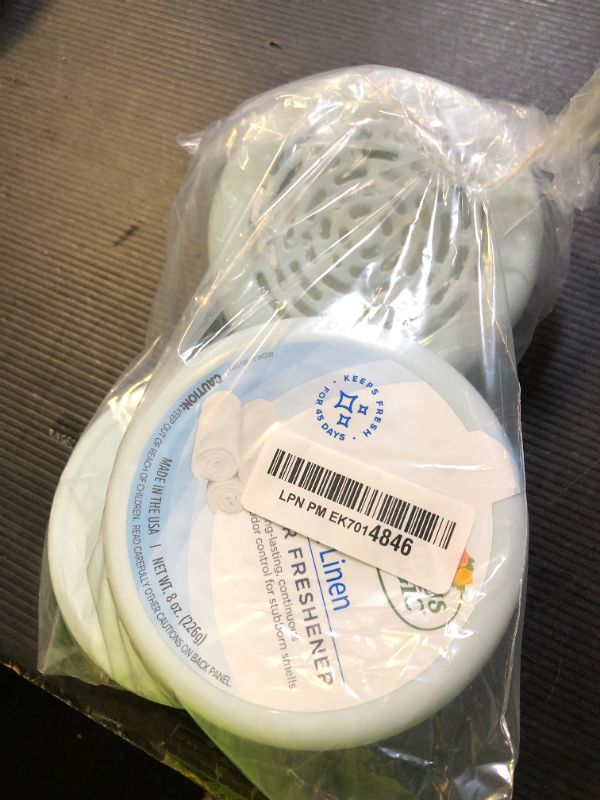 KEEPS FRESH
FOR 45 DAYS
LPN PM EK7014846
Linen
FRESHENER
continuous
odor control for stubborn smells
CAUTION: KEEP OUT OF REACH OF CHILDREN. READ CAREFULLY OTHER CAUTIONS ON BACK PANEL.
MADE IN THE USA | NET WT. 8 oz. (226g)